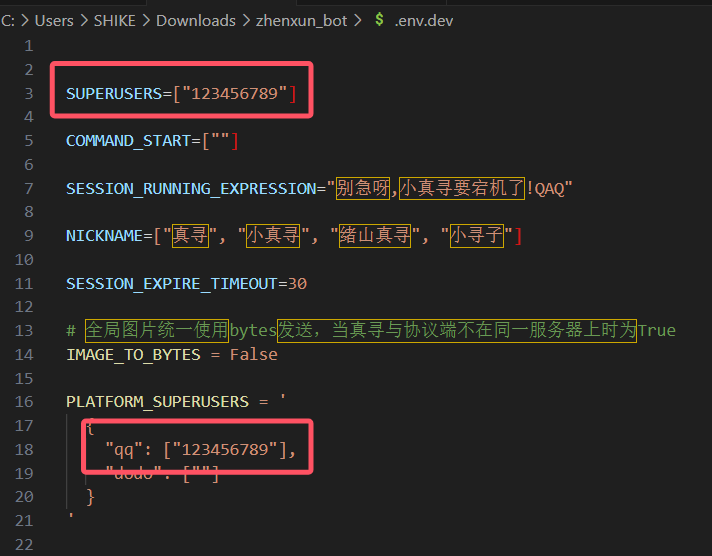 C: > Users > SHIKE > Downloads > zhenxun_bot > $ .env.dev
1
2
3 SUPERUSERS=["123456789"]
4
5 COMMAND_START=[""]
6
7 SESSION_RUNNING_EXPRESSION="别急呀,小真寻要宕机了!QAQ"
8
9 NICKNAME=["真寻", "小真寻", "绪山真寻", "小寻子"]
10
11 SESSION_EXPIRE_TIMEOUT=30
12
13 # 全局图片统一使用bytes发送，当真寻与协议端不在同一服务器上时为True
14 IMAGE_TO_BYTES = False
15
16 PLATFORM_SUPERUSERS = '
17 {
18 "qq": ["123456789"],
19 "dodo": [""]
20 }
21 '
22